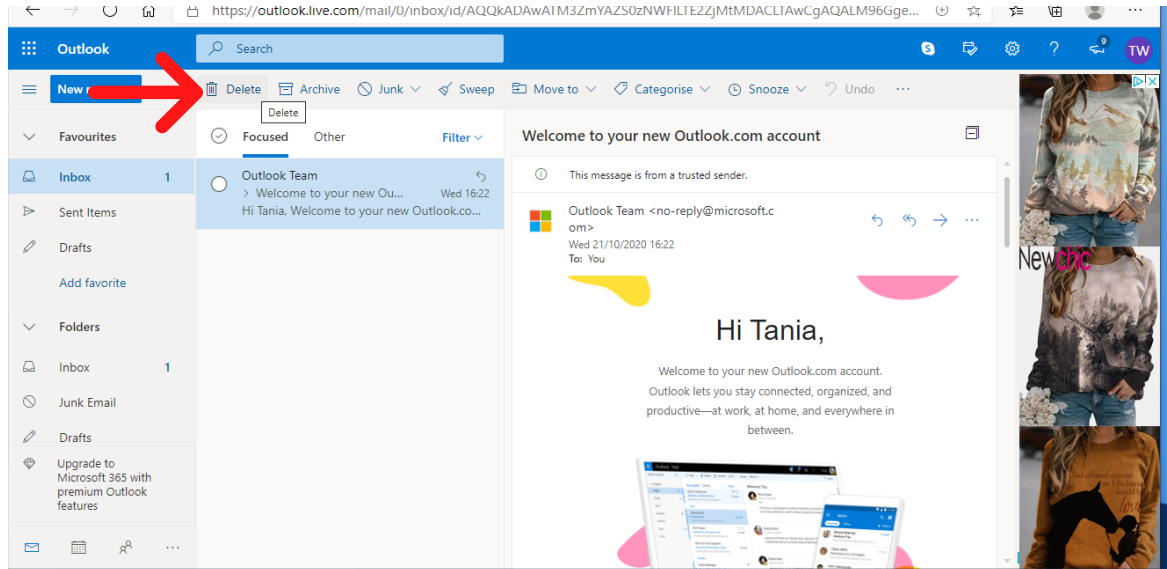 https://outlook.live.com/mail/0/inbox/id/AQQkADAwATM3ZmYAZS0zNWFlLTE2ZjMtMDACLTAwCgAQALM96Gge...
Outlook
Search
9
TW
New
Delete
Archive
Junk
Sweep
Move to
Categorise
Snooze
Undo
Delete
Favourites
Inbox 1
Sent Items
Drafts
Add favorite
Folders
Inbox 1
Junk Email
Drafts
Upgrade to
Microsoft 365 with
premium Outlook
features
Focused
Other
Filter
Outlook Team
> Welcome to your new Ou... Wed 16:22
Hi Tania, Welcome to your new Outlook.co...
Welcome to your new Outlook.com account
This message is from a trusted sender.
Outlook Team <no-reply@microsoft.c
om>
Wed 21/10/2020 16:22
To: You
Hi Tania,
Welcome to your new Outlook.com account.
Outlook lets you stay connected, organized, and
productive—at work, at home, and everywhere in
between.
Newchic